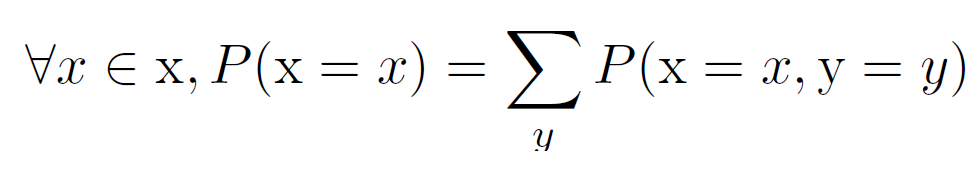 ∀x ∈ x, P(x = x) = ∑_y P(x = x, y = y)